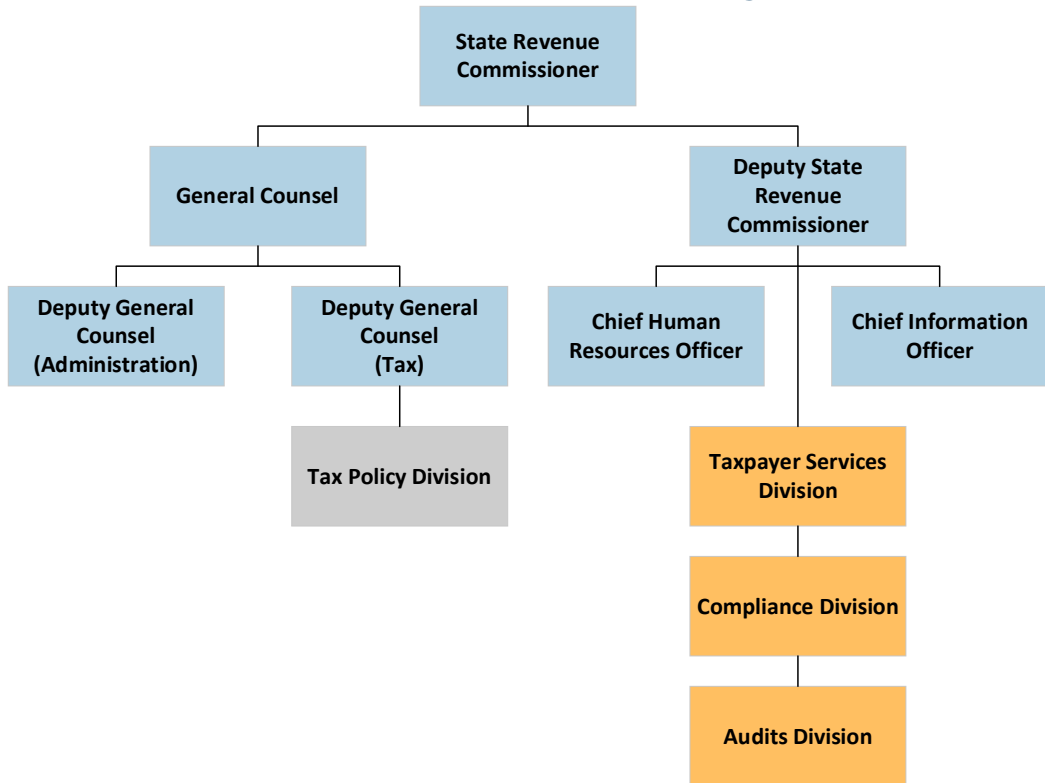 State Revenue
Commissioner
General Counsel
Deputy State
Revenue
Commissioner
Deputy General
Counsel
(Administration)
Deputy General
Counsel
(Tax)
Chief Human
Resources Officer
Chief Information
Officer
Tax Policy Division
Taxpayer Services
Division
Compliance Division
Audits Division